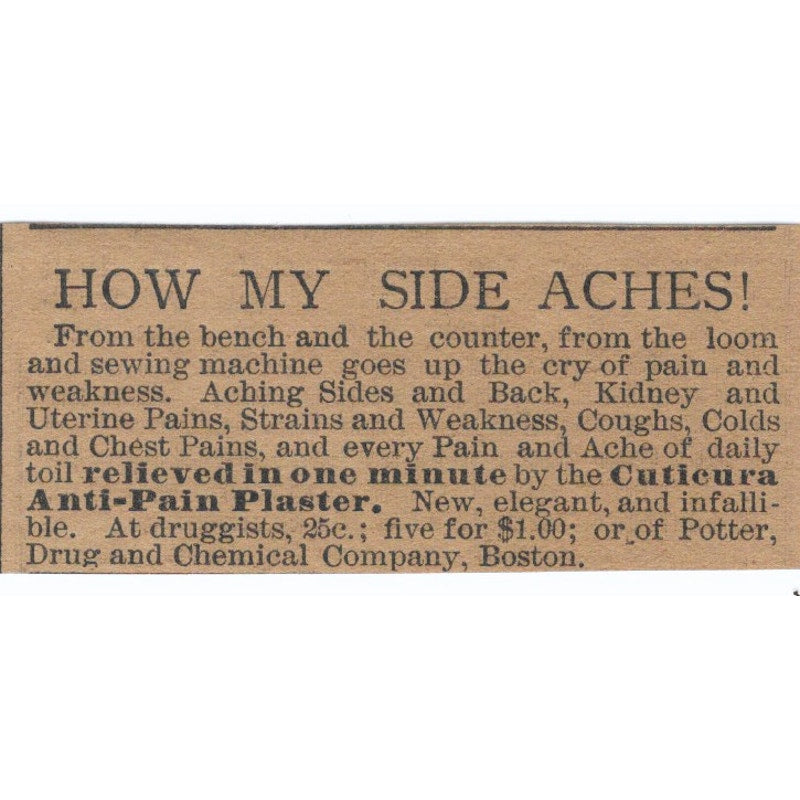 HOW MY SIDE ACHES!
From the bench and the counter, from the loom
and sewing machine goes up the cry of pain and
weakness. Aching Sides and Back, Kidney and
Uterine Pains, Strains and Weakness, Coughs, Colds
and Chest Pains, and every Pain and Ache of daily
toil relieved in one minute by the Cuticura
Anti-Pain Plaster. New, elegant, and infalli-
ble. At druggists, 25c.; five for $1.00; or of Potter,
Drug and Chemical Company, Boston.